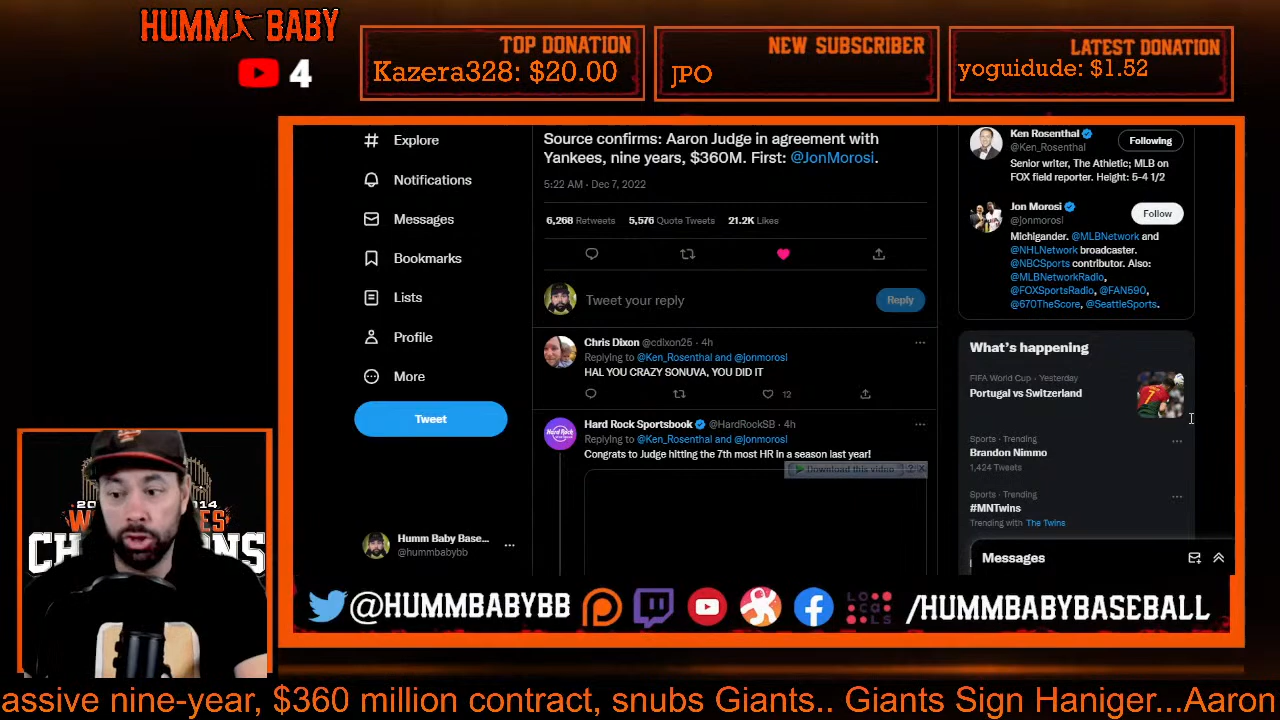 HUMM BABY
4
TOP DONATION
Kazera328: $20.00
NEW SUBSCRIBER
JPO
LATEST DONATION
yoguidude: $1.52
Explore
Notifications
Messages
Bookmarks
Lists
Profile
More
Tweet
Humm Baby Base...
@hummbabybb
Source confirms: Aaron Judge in agreement with
Yankees, nine years, $360M. First: @JonMorosi.
5:22 AM · Dec 7, 2022
6,268 Retweets 5,576 Quote Tweets 21.2K Likes
Tweet your reply
Reply
Chris Dixon @cdixon25 · 4h
Replying to @Ken_Rosenthal and @jonmorosi
HAL YOU CRAZY SONUVA, YOU DID IT
12
Hard Rock Sportsbook @HardRockSB · 4h
Replying to @Ken_Rosenthal and @jonmorosi
Congrats to Judge hitting the 7th most HR in a season last year!
Download this video ? X
Ken Rosenthal
@Ken_Rosenthal
Following
Senior writer, The Athletic; MLB on
FOX field reporter. Height: 5-4 1/2
Jon Morosi
@jonmorosi
Follow
Michigander. @MLBNetwork and
@NHLNetwork broadcaster.
@NBCSports contributor. Also:
@MLBNetworkRadio,
@FOXSportsRadio, @FAN590,
@670TheScore, @SeattleSports.
What's happening
FIFA World Cup · Yesterday
Portugal vs Switzerland
Sports · Trending
Brandon Nimmo
1,424 Tweets
Sports · Trending
#MNTwins
Trending with The Twins
Messages
@HUMMBABYBB
LOCALS
/HUMMBABYBASEBALL
assive nine-year, $360 million contract, snubs Giants.. Giants Sign Haniger...Aaron